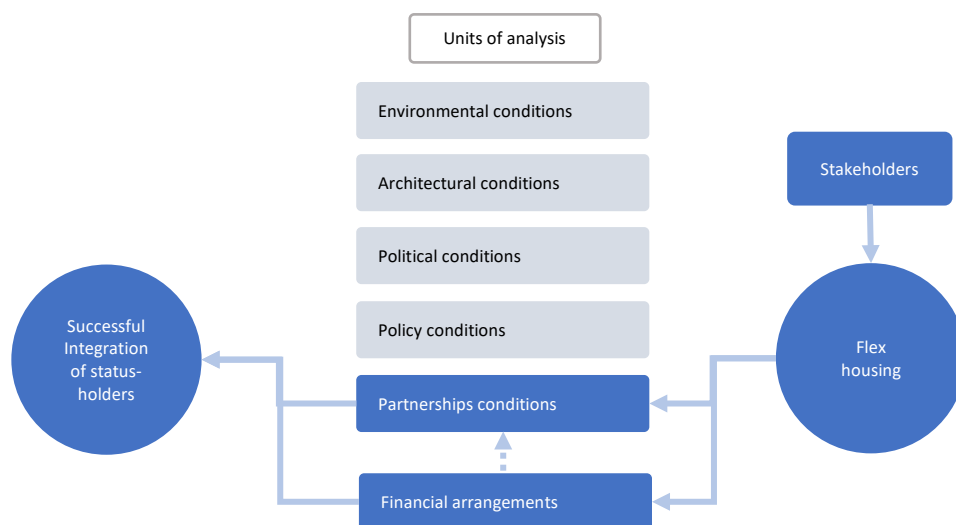 Units of analysis
Environmental conditions
Architectural conditions
Stakeholders
Political conditions
Policy conditions
Successful
Integration
of status-
holders
Flex
housing
Partnerships conditions
Financial arrangements